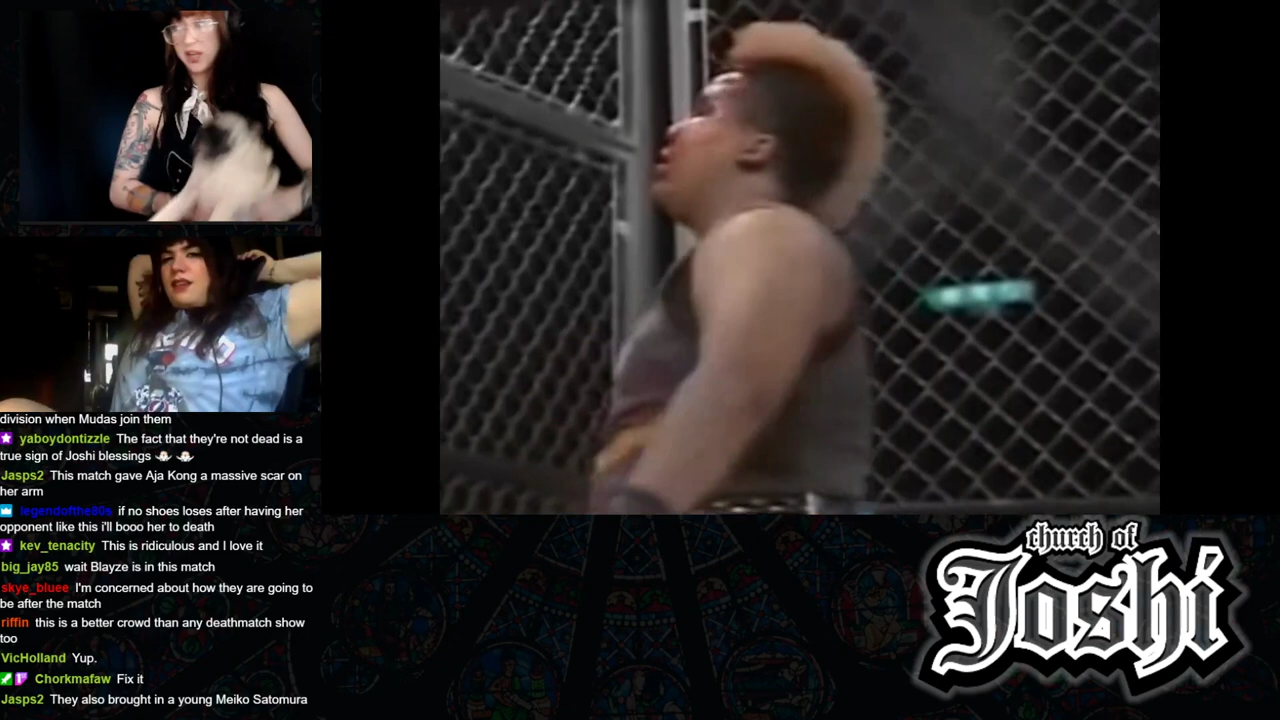 division when Mudas join them
yaboydontizzle The fact that they're not dead is a
true sign of Joshi blessings
Jasps2 This match gave Aja Kong a massive scar on
her arm
legendofthe80s if no shoes loses after having her
opponent like this i'll booo her to death
kev_tenacity This is ridiculous and I love it
big_jay85 wait Blayze is in this match
skye_bluee I'm concerned about how they are going to
be after the match
riffin this is a better crowd than any deathmatch show
too
VicHolland Yup.
Chorkmafaw Fix it
Jasps2 They also brought in a young Meiko Satomura
church of
Joshi